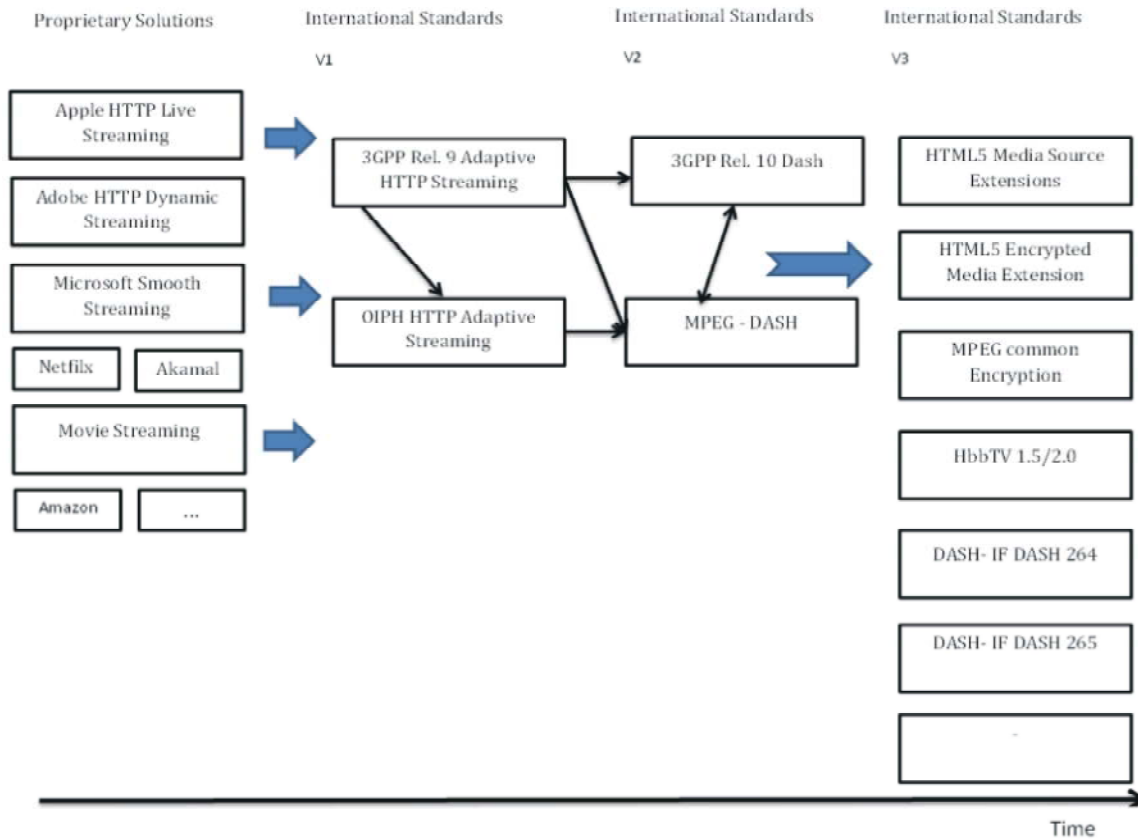 Proprietary Solutions
International Standards
V1
International Standards
V2
International Standards
V3
Apple HTTP Live
Streaming
Adobe HTTP Dynamic
Streaming
Microsoft Smooth
Streaming
Netfilx
Akamal
Movie Streaming
Amazon
...
3GPP Rel. 9 Adaptive
HTTP Streaming
OIPH HTTP Adaptive
Streaming
3GPP Rel. 10 Dash
MPEG - DASH
HTML5 Media Source
Extensions
HTML5 Encrypted
Media Extension
MPEG common
Encryption
HbbTV 1.5/2.0
DASH- IF DASH 264
DASH- IF DASH 265
-
Time